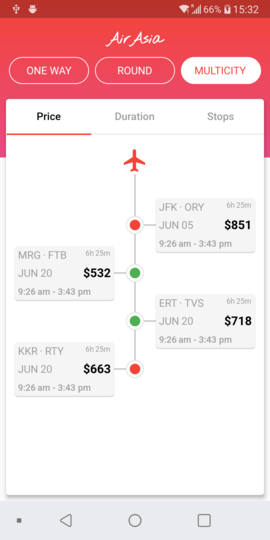 66% 15:32
Air Asia
ONE WAY ROUND MULTICITY
Price Duration Stops
JFK · ORY 6h 25m
JUN 05 $851
9:26 am - 3:43 pm
MRG · FTB 6h 25m
JUN 20 $532
9:26 am - 3:43 pm
ERT · TVS 6h 25m
JUN 20 $718
9:26 am - 3:43 pm
KKR · RTY 6h 25m
JUN 20 $663
9:26 am - 3:43 pm